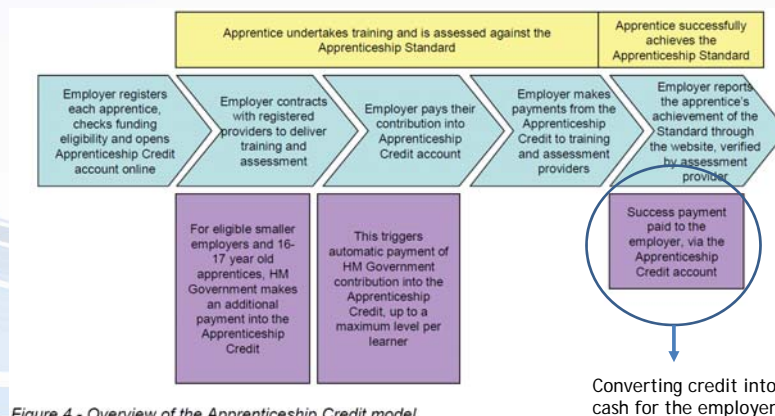 Apprentice undertakes training and is assessed against the
Apprenticeship Standard
Apprentice successfully
achieves the
Apprenticeship Standard
Employer registers
each apprentice,
checks funding
eligibility and opens
Apprenticeship Credit
account online
Employer contracts
with registered
providers to deliver
training and
assessment
Employer pays their
contribution into
Apprenticeship
Credit account
Employer makes
payments from the
Apprenticeship
Credit to training
and assessment
providers
Employer reports
the apprentice's
achievement of the
Standard through
the website, verified
by assessment
provider
For eligible smaller
employers and 16-
17 year old
apprentices, HM
Government makes
an additional
payment into the
Apprenticeship
Credit
This triggers
automatic payment of
HM Government
contribution into the
Apprenticeship
Credit, up to a
maximum level per
learner
Success payment
paid to the
employer, via the
Apprenticeship
Credit account
Converting credit into
cash for the employer
Figure 4 - Overview of the Apprenticeship Credit model